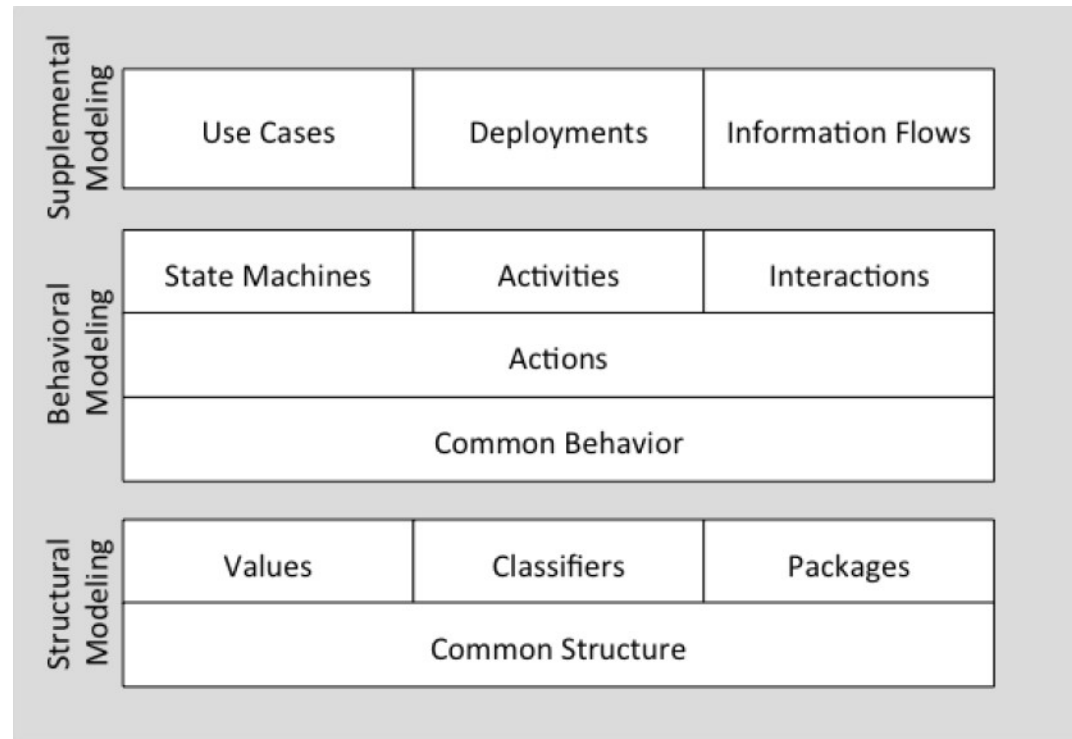 Supplemental
Modeling
Use Cases
Deployments
Information Flows
Behavioral
Modeling
State Machines
Activities
Interactions
Actions
Common Behavior
Structural
Modeling
Values
Classifiers
Packages
Common Structure